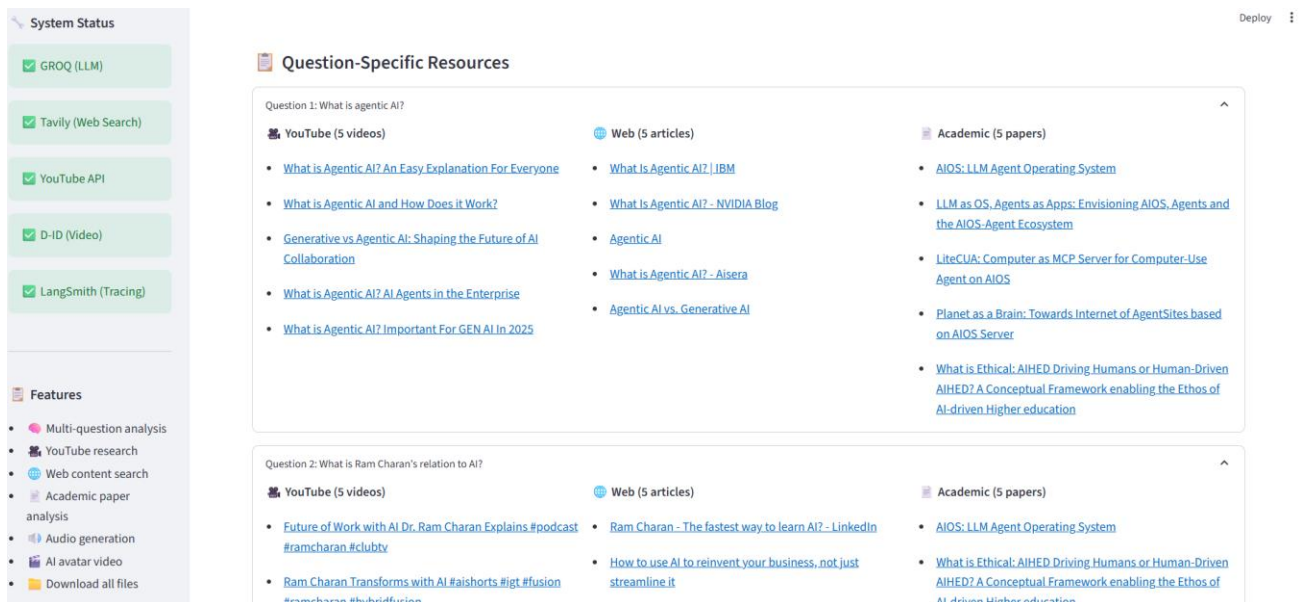 System Status
GROQ (LLM)
Tavily (Web Search)
YouTube API
D-ID (Video)
LangSmith (Tracing)
Features
Multi-question analysis
YouTube research
Web content search
Academic paper
analysis
Audio generation
AI avatar video
Download all files
Deploy
Question-Specific Resources
Question 1: What is agentic AI?
YouTube (5 videos)
What is Agentic AI? An Easy Explanation For Everyone
What is Agentic AI and How Does it Work?
Generative vs Agentic AI: Shaping the Future of AI
Collaboration
What is Agentic AI? AI Agents in the Enterprise
What is Agentic AI? Important For GEN AI In 2025
Web (5 articles)
What Is Agentic AI? | IBM
What Is Agentic AI? - NVIDIA Blog
Agentic AI
What is Agentic AI? - Aisera
Agentic AI vs. Generative AI
Academic (5 papers)
AIOS: LLM Agent Operating System
LLM as OS, Agents as Apps: Envisioning AIOS, Agents and
the AIOS-Agent Ecosystem
LiteCUA: Computer as MCP Server for Computer-Use
Agent on AIOS
Planet as a Brain: Towards Internet of AgentSites based
on AIOS Server
What is Ethical: AIHED Driving Humans or Human-Driven
AIHED? A Conceptual Framework enabling the Ethos of
AI-driven Higher education
Question 2: What is Ram Charan's relation to AI?
YouTube (5 videos)
Future of Work with AI Dr. Ram Charan Explains #podcast
#ramcharan #clubtv
Ram Charan Transforms with AI #aishorts #igt #fusion
#ramcharan #hybridfusion
Web (5 articles)
Ram Charan - The fastest way to learn AI? - LinkedIn
How to use AI to reinvent your business, not just
streamline it
Academic (5 papers)
AIOS: LLM Agent Operating System
What is Ethical: AIHED Driving Humans or Human-Driven
AIHED? A Conceptual Framework enabling the Ethos of
AI-driven Higher education